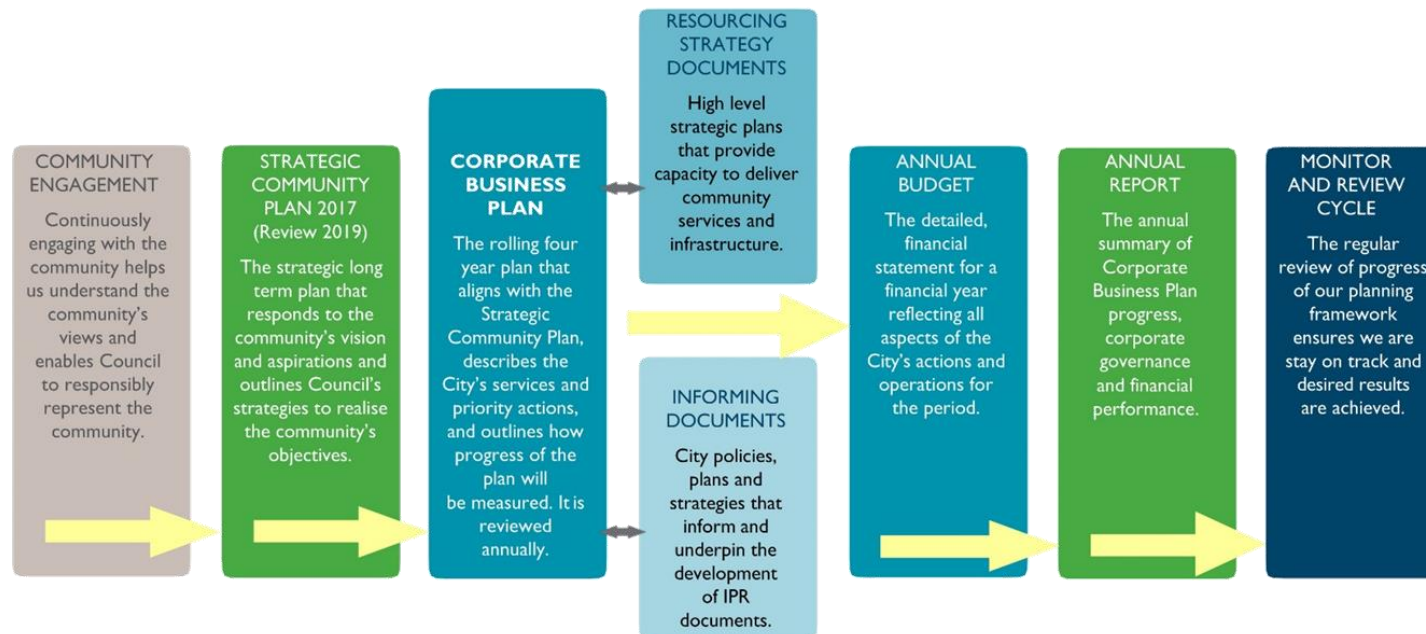 COMMUNITY
ENGAGEMENT
Continuously
engaging with the
community helps
us understand the
community's
views and
enables Council
to responsibly
represent the
community.
STRATEGIC
COMMUNITY
PLAN 2017
(Review 2019)
The strategic long
term plan that
responds to the
community's vision
and aspirations and
outlines Council's
strategies to realise
the community's
objectives.
CORPORATE
BUSINESS
PLAN
The rolling four
year plan that
aligns with the
Strategic
Community Plan,
describes the
City's services and
priority actions,
and outlines how
progress of the
plan will
be measured. It is
reviewed
annually.
RESOURCING
STRATEGY
DOCUMENTS
High level
strategic plans
that provide
capacity to deliver
community
services and
infrastructure.
INFORMING
DOCUMENTS
City policies,
plans and
strategies that
inform and
underpin the
development
of IPR
documents.
ANNUAL
BUDGET
The detailed,
financial
statement for a
financial year
reflecting all
aspects of the
City's actions and
operations for
the period.
ANNUAL
REPORT
The annual
summary of
Corporate
Business Plan
progress,
corporate
governance
and financial
performance.
MONITOR
AND REVIEW
CYCLE
The regular
review of progress
of our planning
framework
ensures we are
stay on track and
desired results
are achieved.